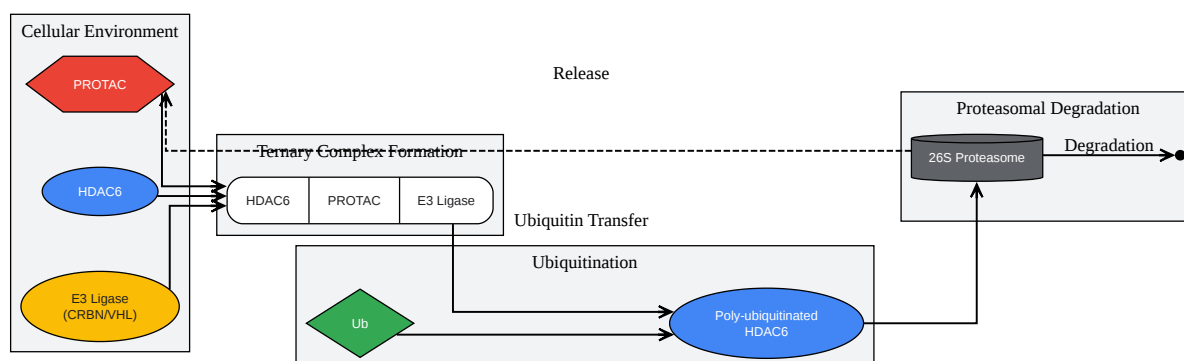 Cellular Environment
PROTAC
HDAC6
E3 Ligase
(CRBN/VHL)
Release
Ternary Complex Formation
HDAC6
PROTAC
E3 Ligase
Ubiquitin Transfer
Ubiquitination
Ub
Poly-ubiquitinated
HDAC6
Proteasomal Degradation
26S Proteasome
Degradation